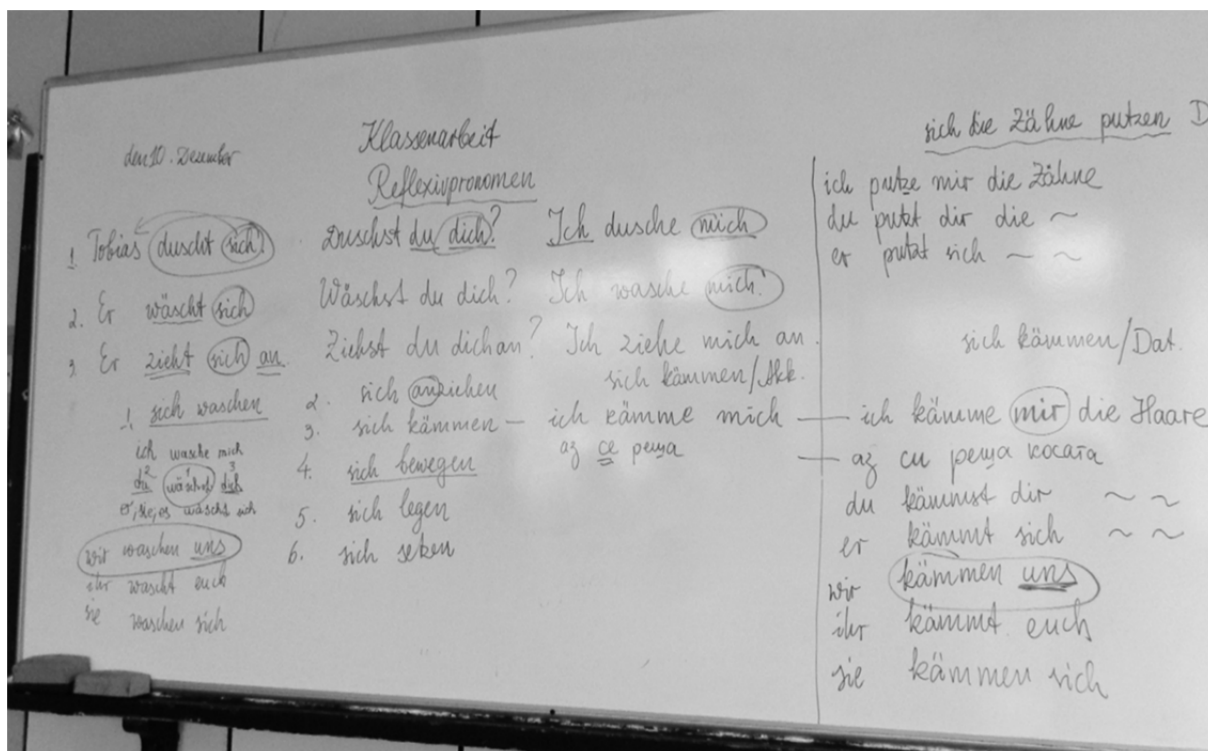 den 10. Dezember
Klassenarbeit
Reflexivpronomen
1. Tobias duscht sich!
2. Er wäscht sich
3. Er zieht sich an.
1. sich waschen
ich wasche mich
du² wäschst¹ dich³
er, sie, es wäscht sich
wir waschen uns
ihr wascht euch
sie waschen sich
Duschst du dich? Ich dusche mich
Wäschst du dich? Ich wasche mich!
Ziehst du dich an? Ich ziehe mich an.
2. sich anziehen sich kämmen/Akk.
3. sich kämmen — ich kämme mich — ich kämme mir die Haare
аз се реша — аз си реша косата
4. sich bewegen
5. sich legen
6. sich setzen
sich die Zähne putzen D
ich putze mir die Zähne
du putzt dir die ~
er putzt sich ~ ~
sich kämmen/Dat.
du kämmst dir ~ ~
er kämmt sich ~ ~
wir kämmen uns
ihr kämmt euch
sie kämmen sich